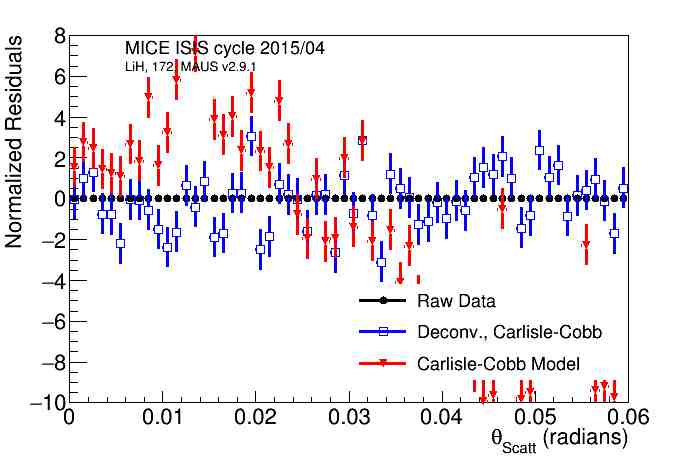 MICE ISIS cycle 2015/04
LiH, 172, MAUS v2.9.1
Normalized Residuals
8
6
4
2
0
−2
−4
−6
−8
−10
Raw Data
Deconv., Carlisle-Cobb
Carlisle-Cobb Model
0 0.01 0.02 0.03 0.04 0.05 0.06
θScatt (radians)